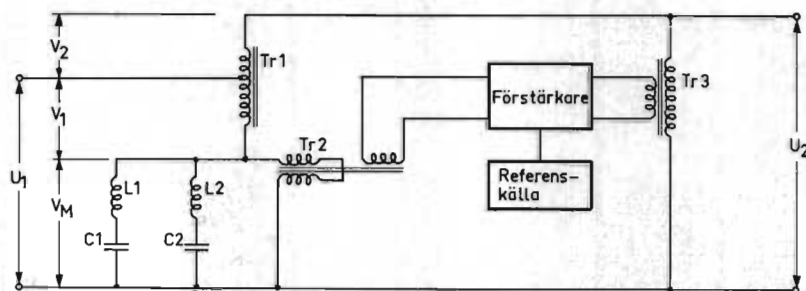 V2
Tr1
V1
U1
VM
L1
L2
C1
C2
Tr2
Förstärkare
Referens-
källa
Tr3
U2